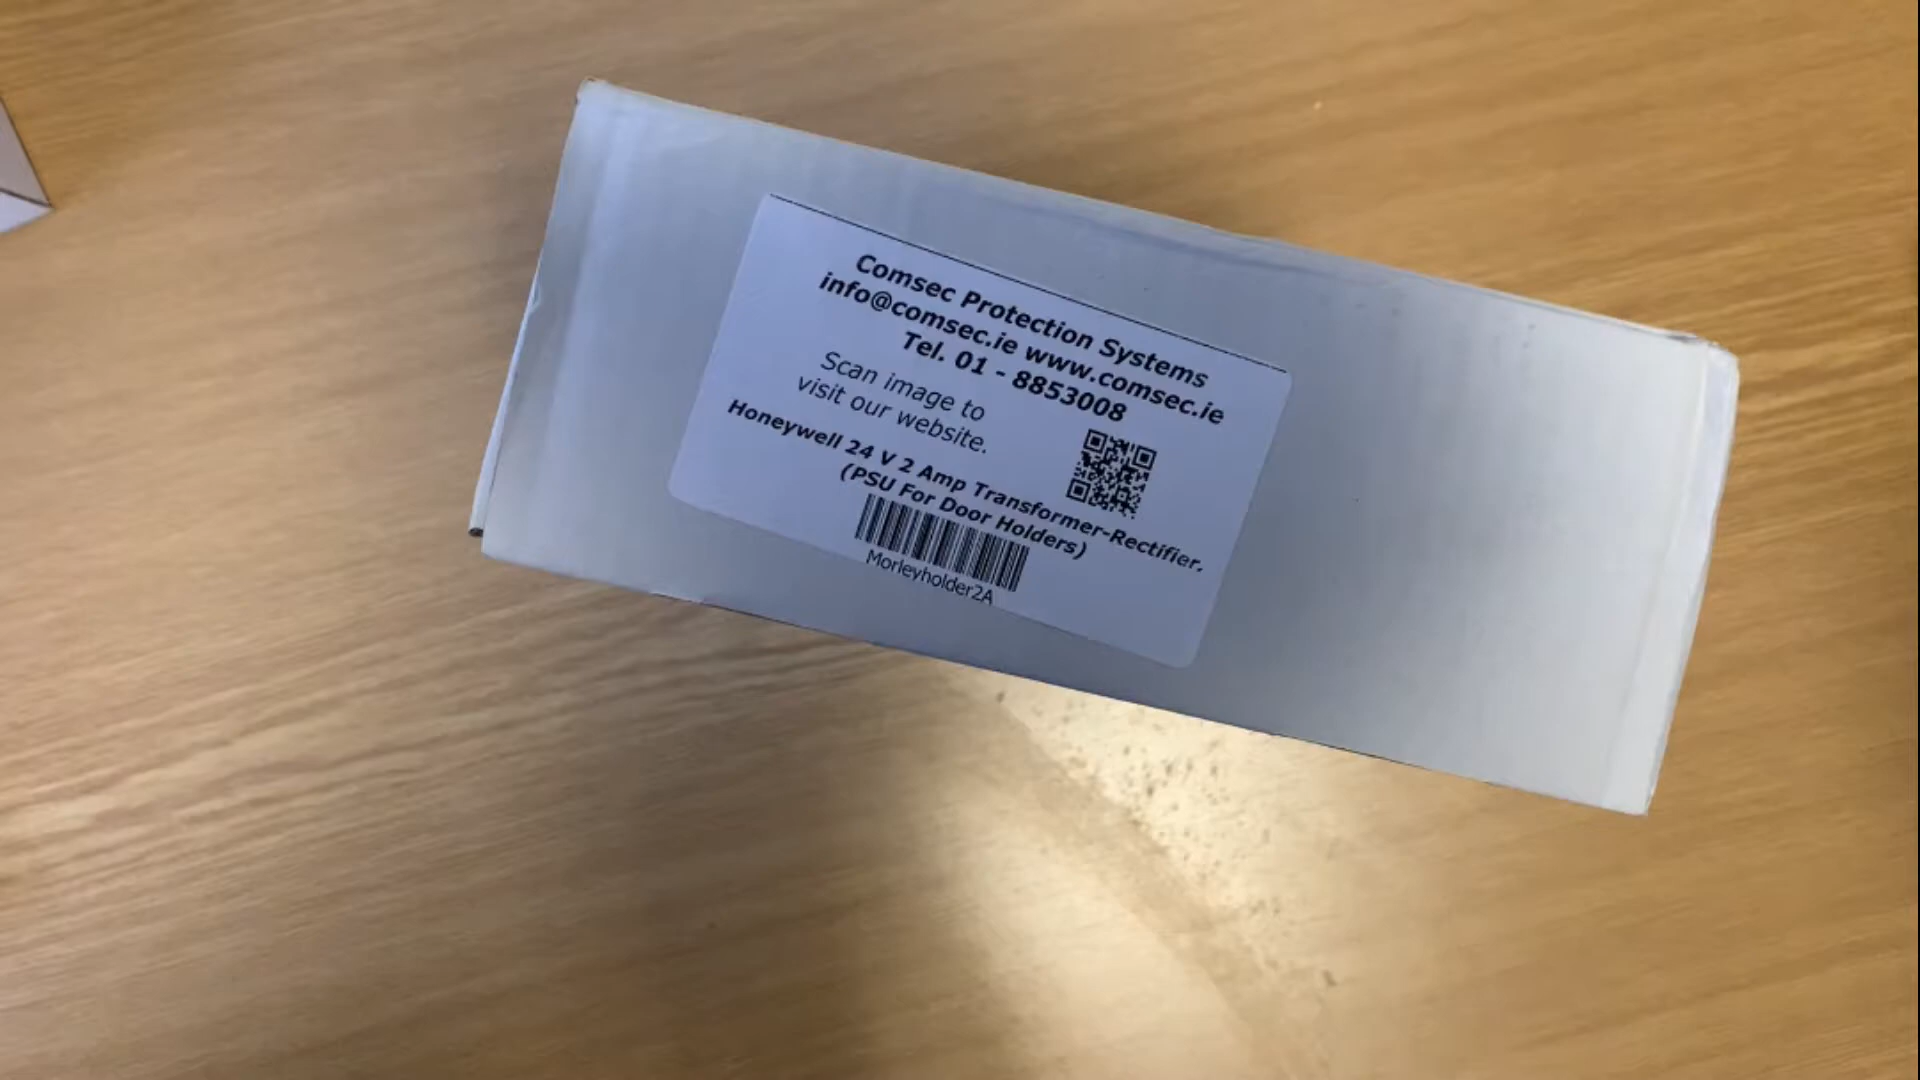 Comsec Protection Systems
info@comsec.ie www.comsec.ie
Tel. 01 - 8853008
Scan image to
visit our website.
Honeywell 24 V 2 Amp Transformer-Rectifier.
(PSU For Door Holders)
Morleyholder2A